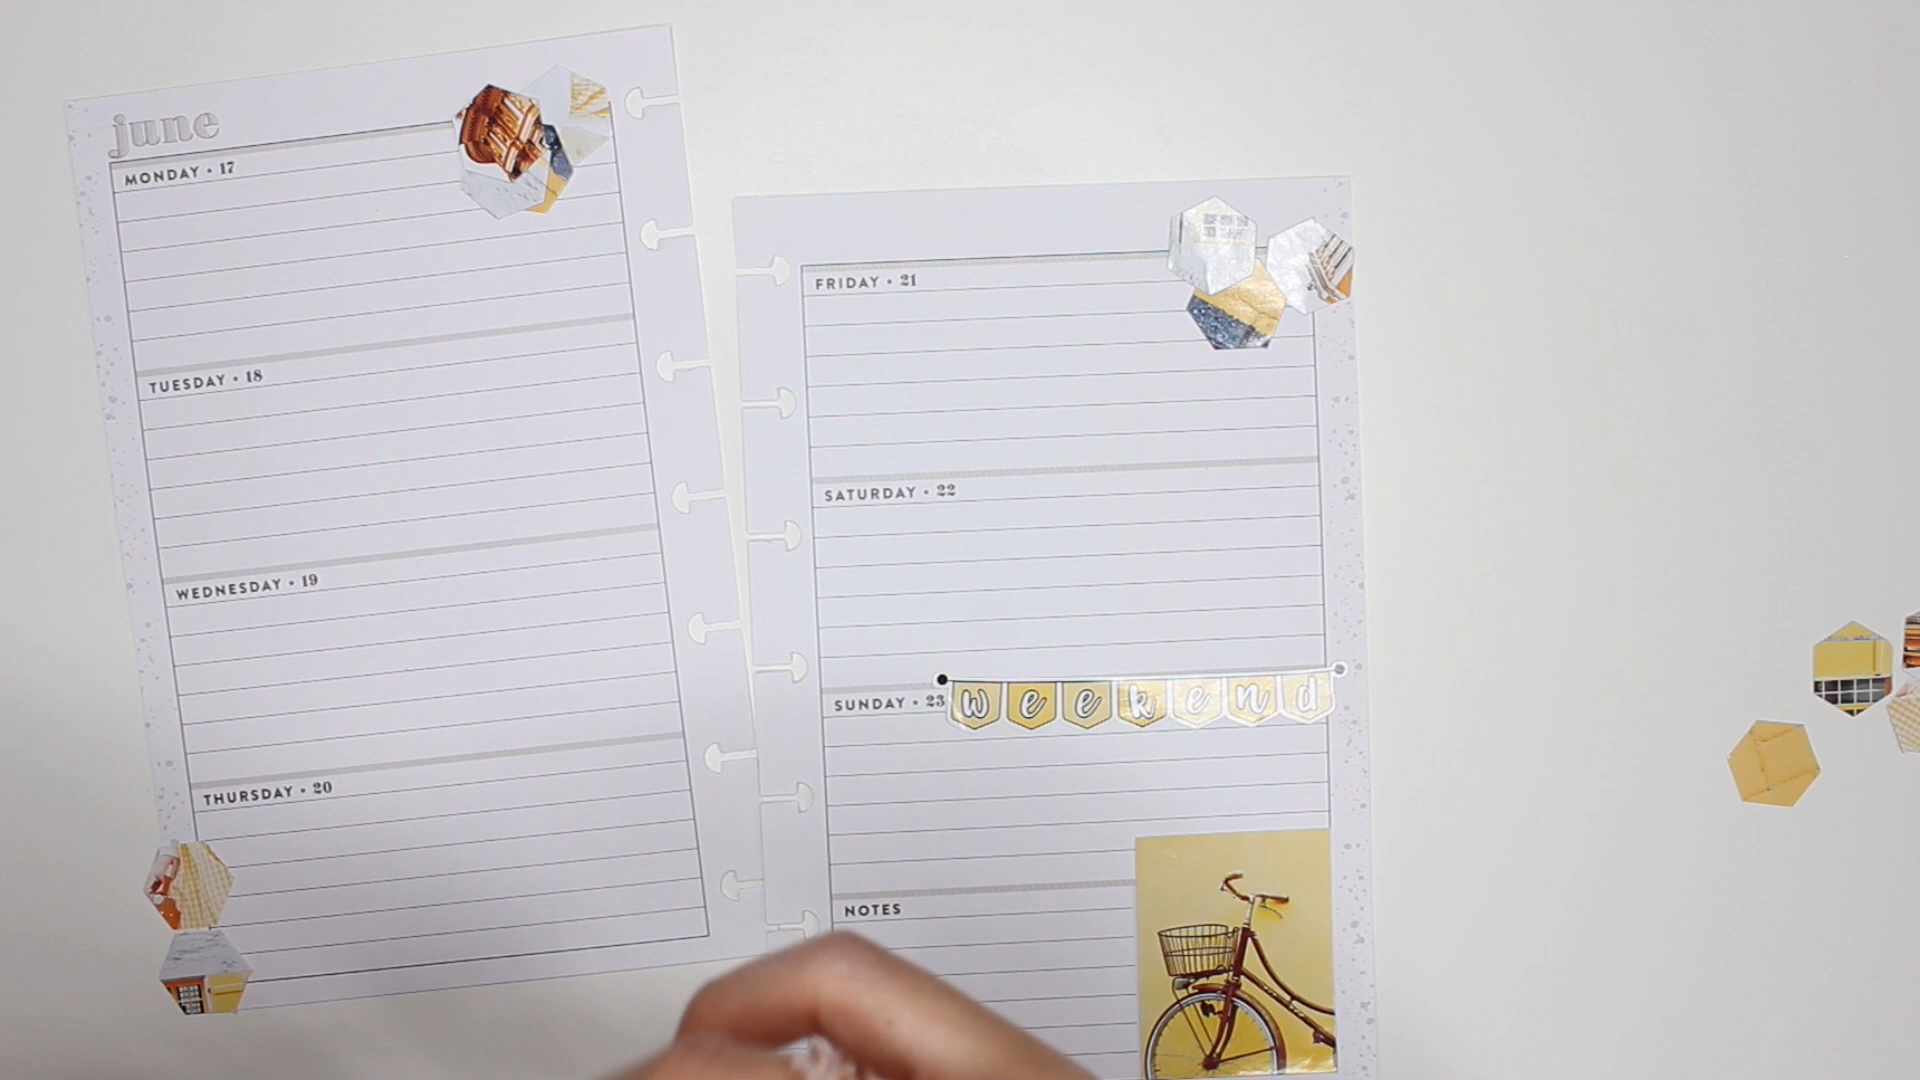 june
MONDAY • 17
TUESDAY • 18
WEDNESDAY • 19
THURSDAY • 20
FRIDAY • 21
SATURDAY • 22
SUNDAY • 23
weekend
NOTES